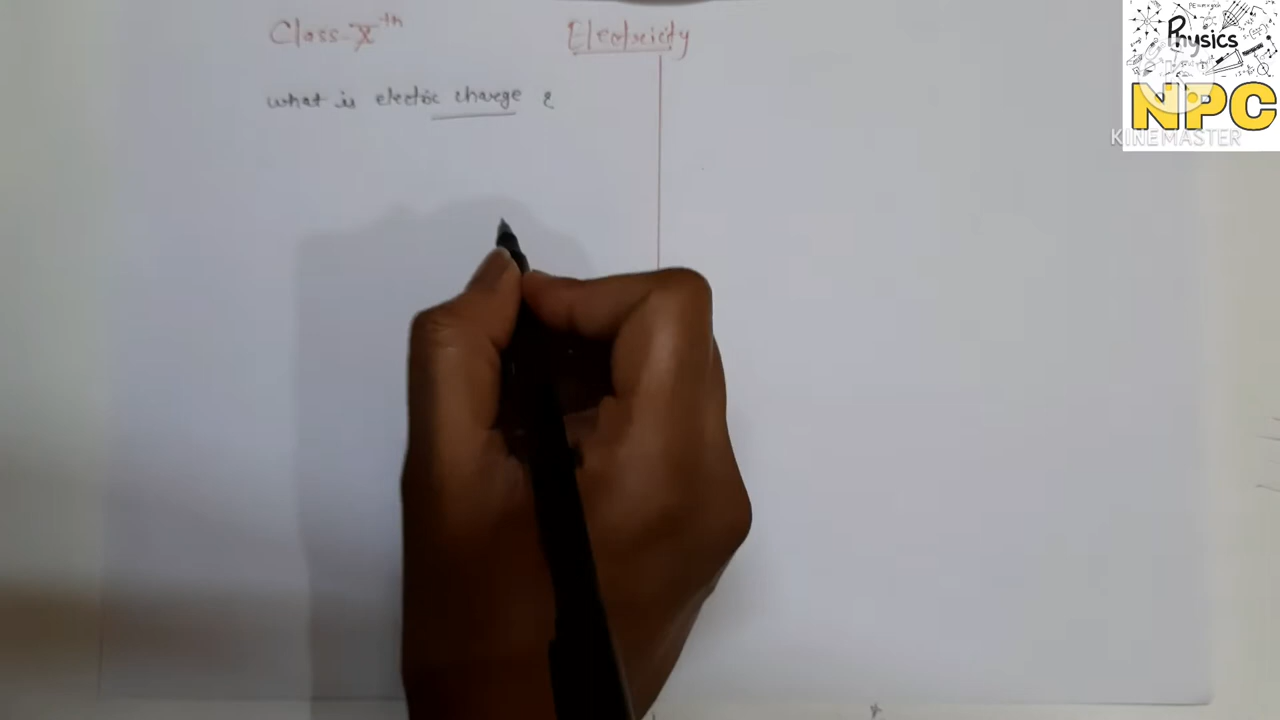 Class-X th
Electricity
what is electric charge ?
Physics
NPC
KINEMASTER